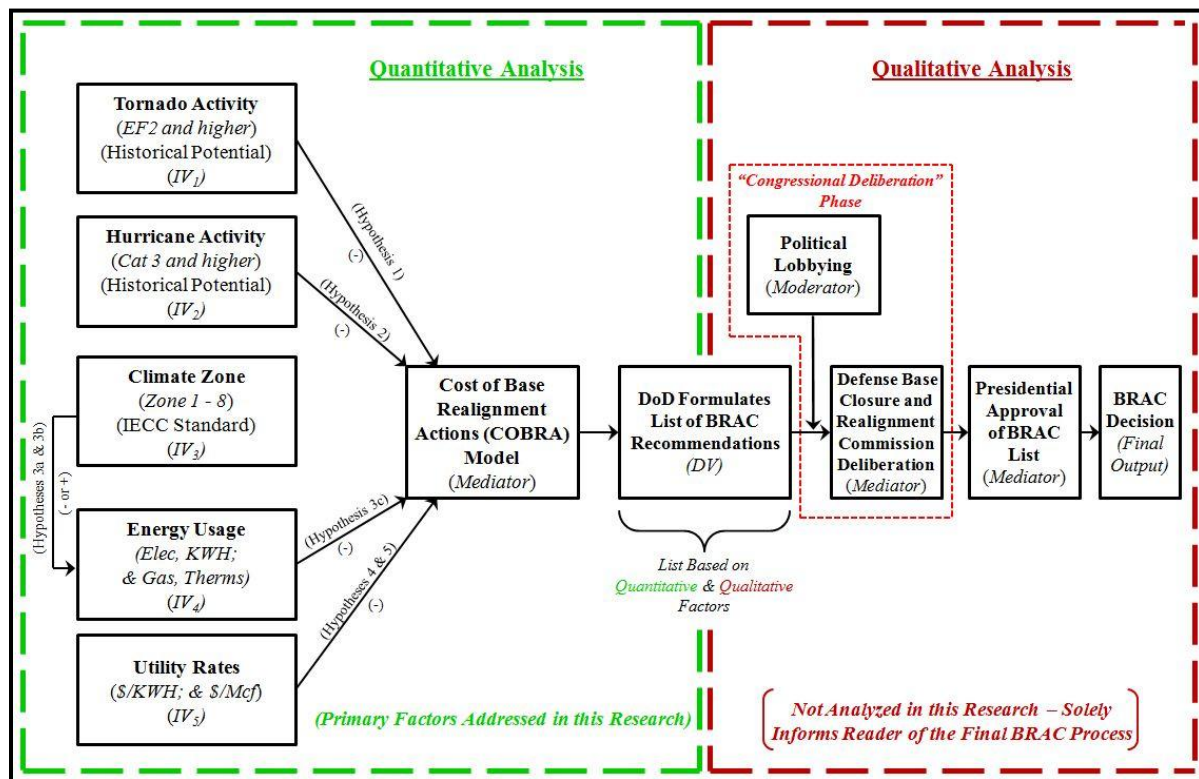 Quantitative Analysis
Qualitative Analysis
Tornado Activity
(EF2 and higher)
(Historical Potential)
(IV1)
Hurricane Activity
(Cat 3 and higher)
(Historical Potential)
(IV2)
Climate Zone
(Zone 1 - 8)
(IECC Standard)
(IV3)
Energy Usage
(Elec, KWH;
& Gas, Therms)
(IV4)
Utility Rates
($/KWH; & $/Mcf)
(IV5)
(Hypotheses 3a & 3b)
(- or +)
(Hypothesis 1)
(-)
(Hypothesis 2)
(-)
(Hypothesis 3c)
(-)
(Hypotheses 4 & 5)
(-)
Cost of Base
Realignment
Actions (COBRA)
Model
(Mediator)
DoD Formulates
List of BRAC
Recommendations
(DV)
List Based on
Quantitative & Qualitative
Factors
(Primary Factors Addressed in this Research)
“Congressional Deliberation”
Phase
Political
Lobbying
(Moderator)
Defense Base
Closure and
Realignment
Commission
Deliberation
(Mediator)
Presidential
Approval
of BRAC
List
(Mediator)
BRAC
Decision
(Final
Output)
Not Analyzed in this Research – Solely
Informs Reader of the Final BRAC Process